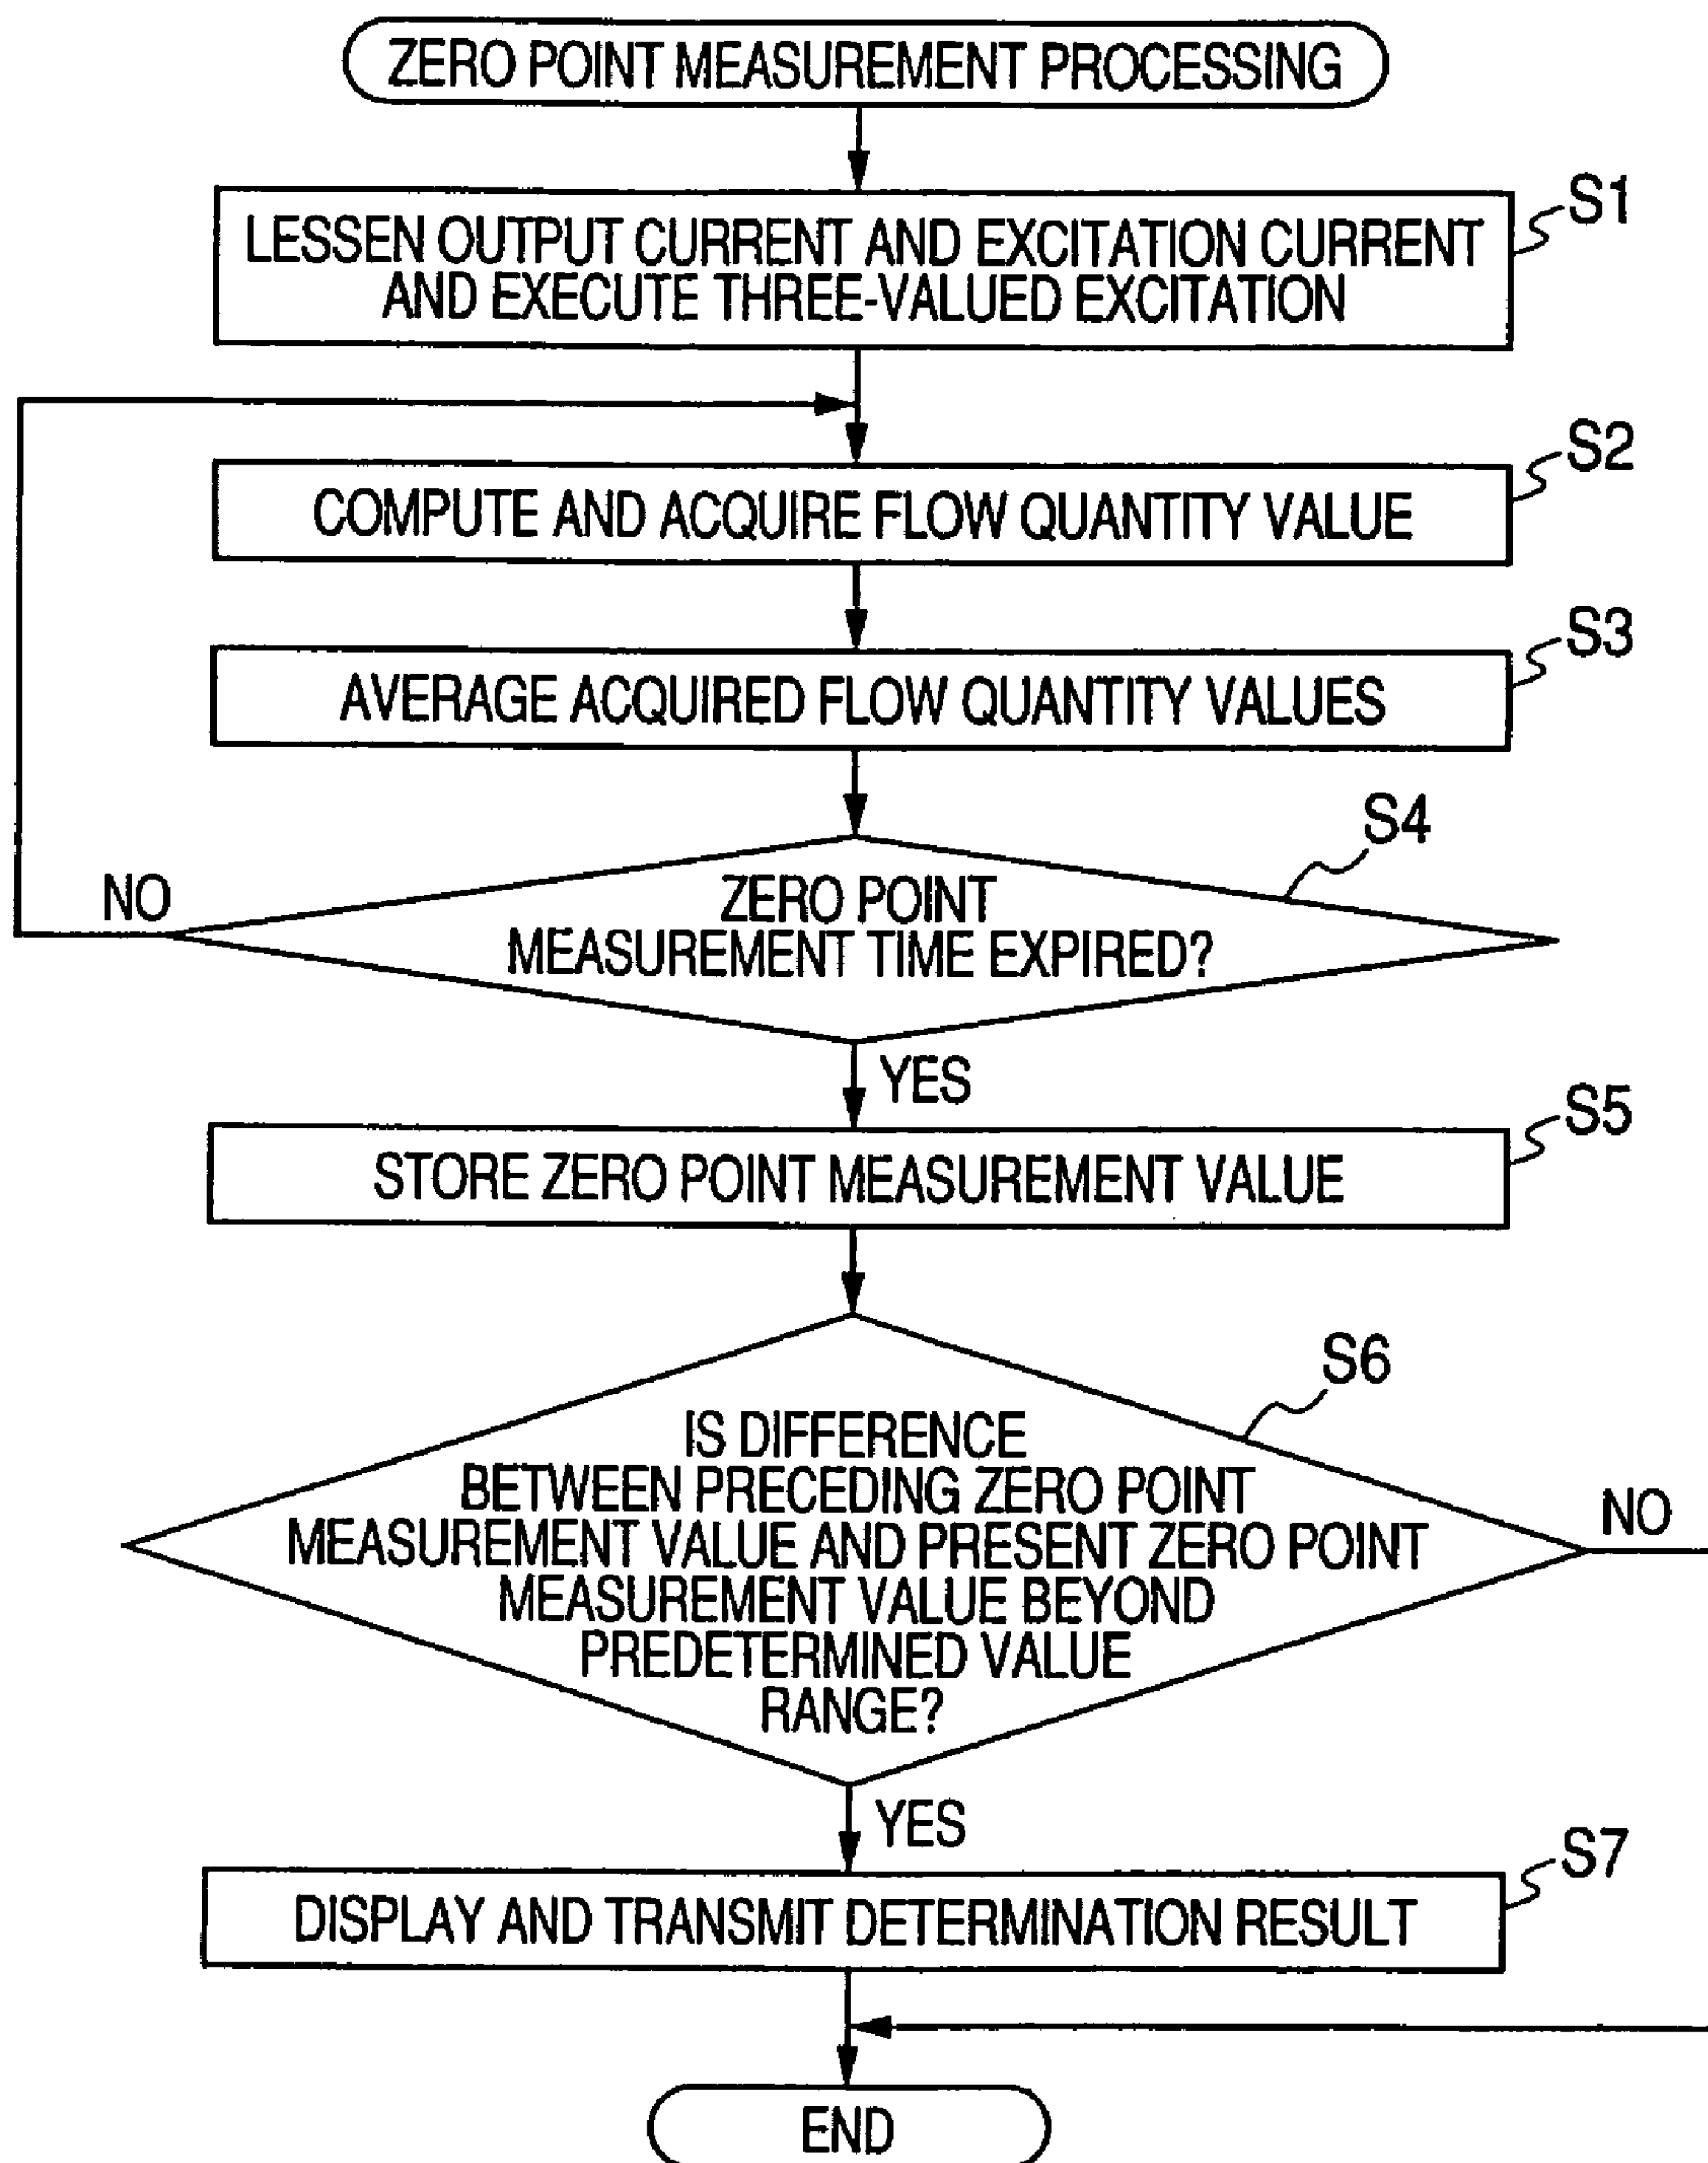 ZERO POINT MEASUREMENT PROCESSING
S1
LESSEN OUTPUT CURRENT AND EXCITATION CURRENT
AND EXECUTE THREE-VALUED EXCITATION
S2
COMPUTE AND ACQUIRE FLOW QUANTITY VALUE
S3
AVERAGE ACQUIRED FLOW QUANTITY VALUES
S4
NO
ZERO POINT
MEASUREMENT TIME EXPIRED?
YES
S5
STORE ZERO POINT MEASUREMENT VALUE
S6
IS DIFFERENCE
BETWEEN PRECEDING ZERO POINT
MEASUREMENT VALUE AND PRESENT ZERO POINT
MEASUREMENT VALUE BEYOND
PREDETERMINED VALUE
RANGE?
NO
YES
S7
DISPLAY AND TRANSMIT DETERMINATION RESULT
END